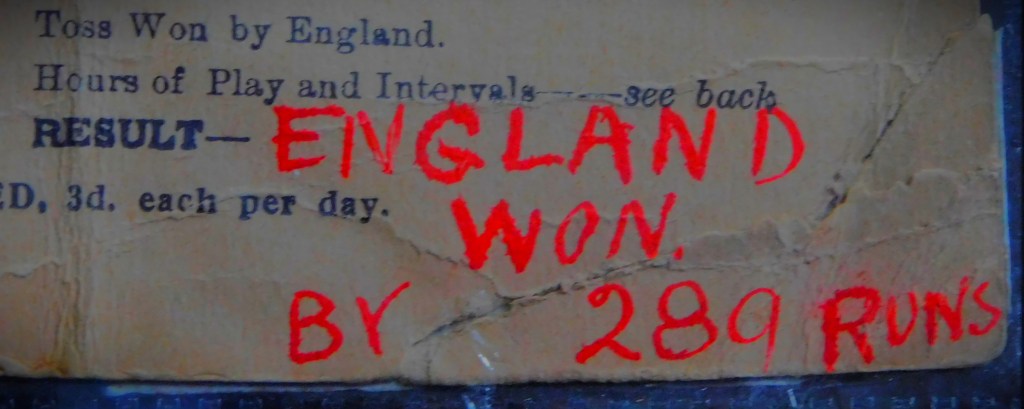 Toss Won by England.
Hours of Play and Intervals——see back
RESULT— ENGLAND
ED, 3d. each per day.
WON.
BY 289 RUNS